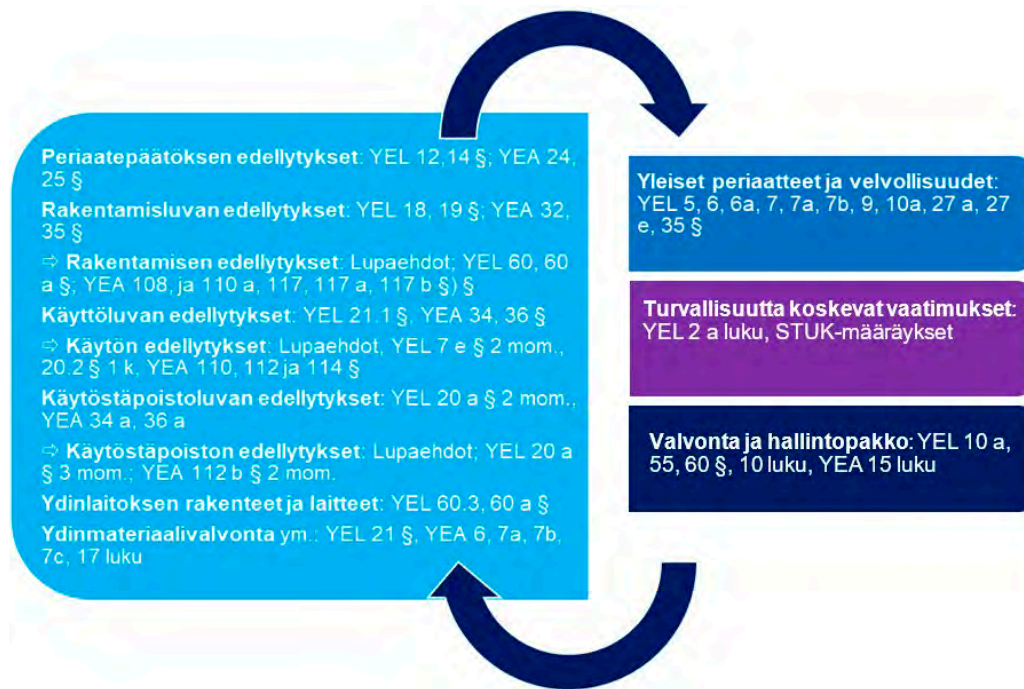 Periaatepäätöksen edellytykset: YEL 12,14 §; YEA 24,
25 §
Rakentamisluvan edellytykset: YEL 18, 19 §; YEA 32,
35 §
⇨ Rakentamisen edellytykset: Lupaehdot; YEL 60, 60
a §; YEA 108, ja 110 a, 117, 117 a, 117 b §) §
Käyttöluvan edellytykset: YEL 21.1 §, YEA 34, 36 §
⇨ Käytön edellytykset: Lupaehdot, YEL 7 e § 2 mom.,
20.2 § 1 k, YEA 110, 112 ja 114 §
Käytöstäpoistoluvan edellytykset: YEL 20 a § 2 mom.,
YEA 34 a, 36 a
⇨ Käytöstäpoiston edellytykset: Lupaehdot; YEL 20 a
§ 3 mom.; YEA 112 b § 2 mom.
Ydinlaitoksen rakenteet ja laitteet: YEL 60.3, 60 a §
Ydinmateriaalivalvonta ym.: YEL 21 §, YEA 6, 7a, 7b,
7c, 17 luku
Yleiset periaatteet ja velvollisuudet:
YEL 5, 6, 6a, 7, 7a, 7b, 9, 10a, 27 a, 27
e, 35 §
Turvallisuutta koskevat vaatimukset:
YEL 2 a luku, STUK-määräykset
Valvonta ja hallintopakko: YEL 10 a,
55, 60 §, 10 luku, YEA 15 luku